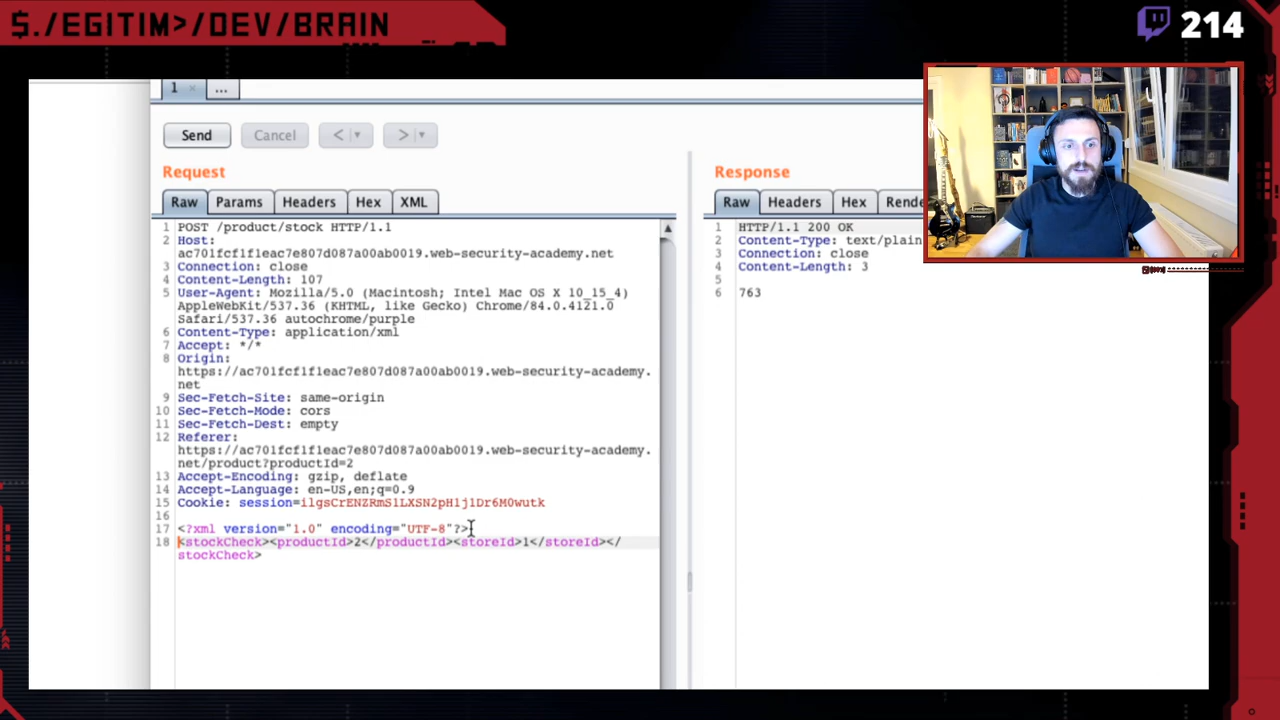 $./EGITIM>/DEV/BRAIN
214
1 × ...
Send Cancel < >
Request
Raw Params Headers Hex XML
1 POST /product/stock HTTP/1.1
2 Host:
ac701fcf1f1eac7e807d087a00ab0019.web-security-academy.net
3 Connection: close
4 Content-Length: 107
5 User-Agent: Mozilla/5.0 (Macintosh; Intel Mac OS X 10_15_4)
AppleWebKit/537.36 (KHTML, like Gecko) Chrome/84.0.4121.0
Safari/537.36 autochrome/purple
6 Content-Type: application/xml
7 Accept: */*
8 Origin:
https://ac701fcf1f1eac7e807d087a00ab0019.web-security-academy.
net
9 Sec-Fetch-Site: same-origin
10 Sec-Fetch-Mode: cors
11 Sec-Fetch-Dest: empty
12 Referer:
https://ac701fcf1f1eac7e807d087a00ab0019.web-security-academy.
net/product?productId=2
13 Accept-Encoding: gzip, deflate
14 Accept-Language: en-US,en;q=0.9
15 Cookie: session=ilgsCrENZRmS1LXSN2pH1j1Dr6M0wutk
16
17 <?xml version="1.0" encoding="UTF-8"?>
18 <stockCheck><productId>2</productId><storeId>1</storeId></
stockCheck>
Response
Raw Headers Hex Rende
1 HTTP/1.1 200 OK
2 Content-Type: text/plain
3 Connection: close
4 Content-Length: 3
5
6 763